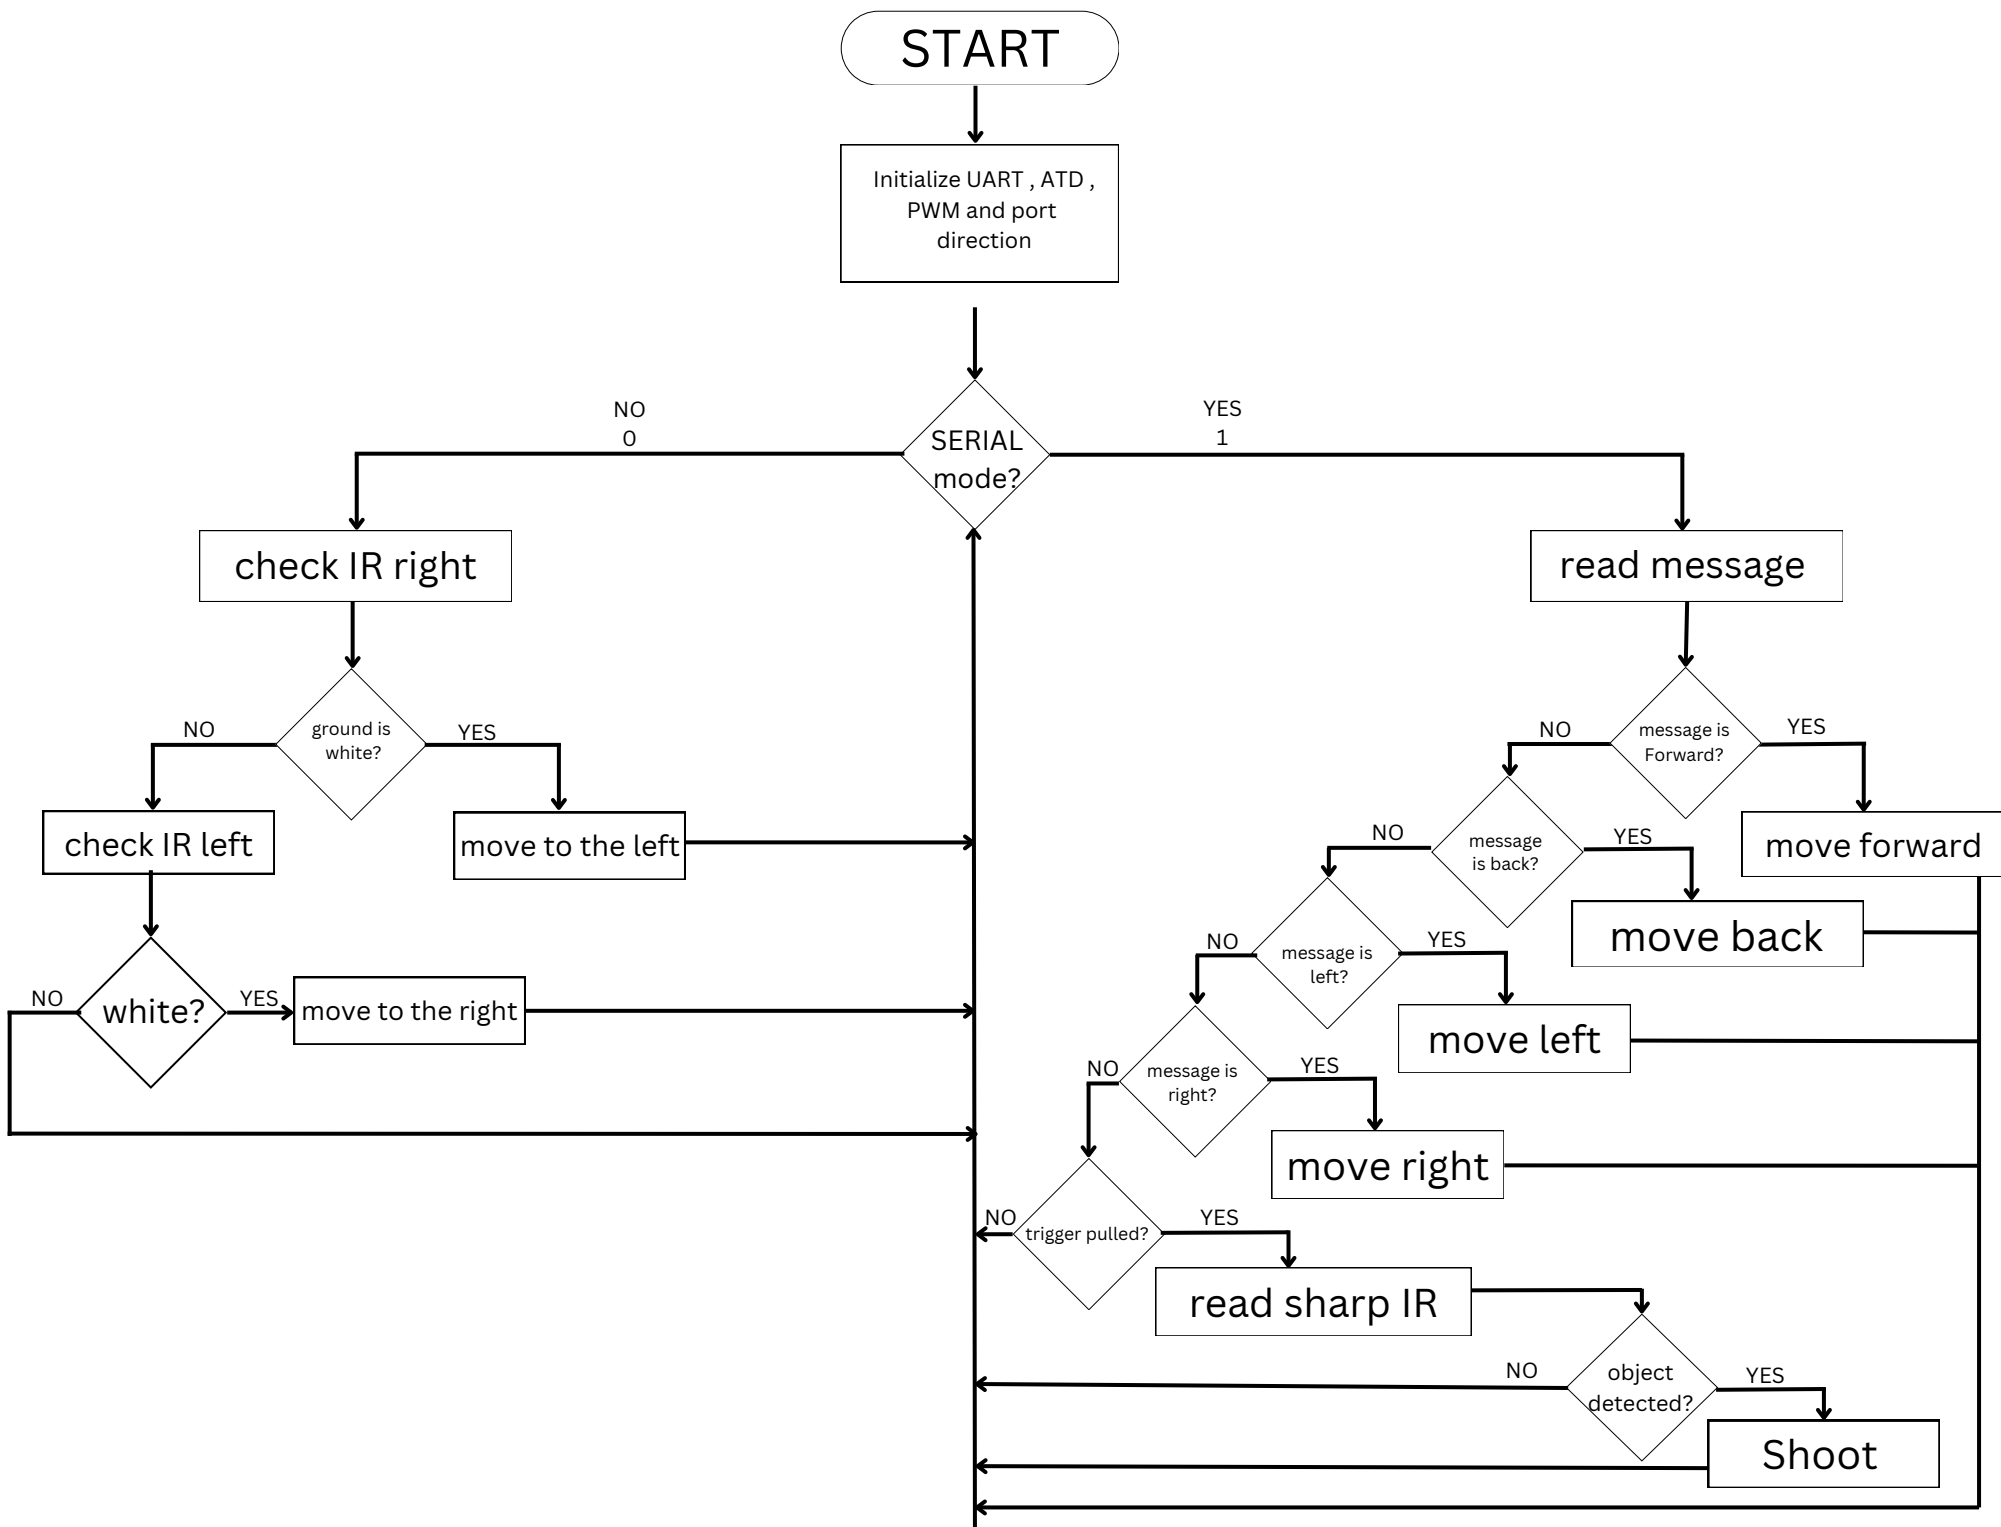 START
Initialize UART , ATD ,
PWM and port
direction
NO
0
YES
1
SERIAL
mode?
check IR right
read message
NO
ground is
white?
YES
NO
message is
Forward?
YES
check IR left
move to the left
NO
message
is back?
YES
move forward
NO
message is
left?
YES
move back
NO
white?
YES
move to the right
NO
message is
right?
YES
move left
NO
trigger pulled?
YES
move right
read sharp IR
NO
object
detected?
YES
Shoot